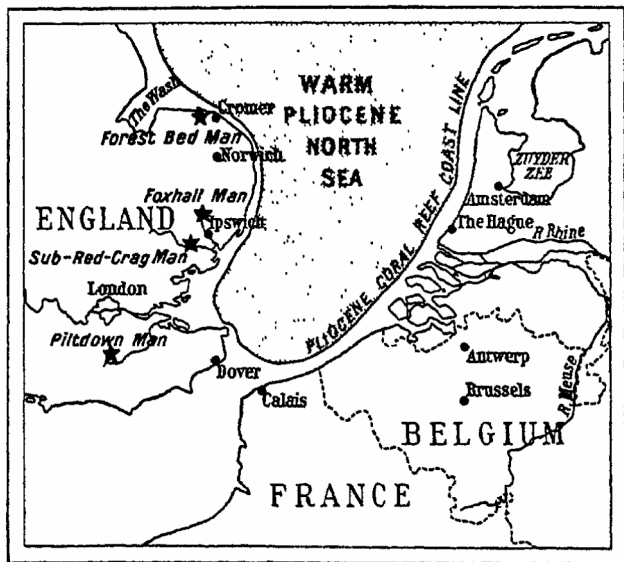 The Wash
WARM
PLIOCENE
NORTH
SEA
Cromer
Forest Bed Man
Norwich
ZUYDER
ZEE
Amsterdam
Foxhall Man
ENGLAND
Ipswich
The Hague
R Rhine
Sub-Red-Crag Man
PLIOCENE CORAL REEF COAST LINE
London
Piltdown Man
Dover
Antwerp
Calais
Brussels
R. Meuse
BELGIUM
FRANCE